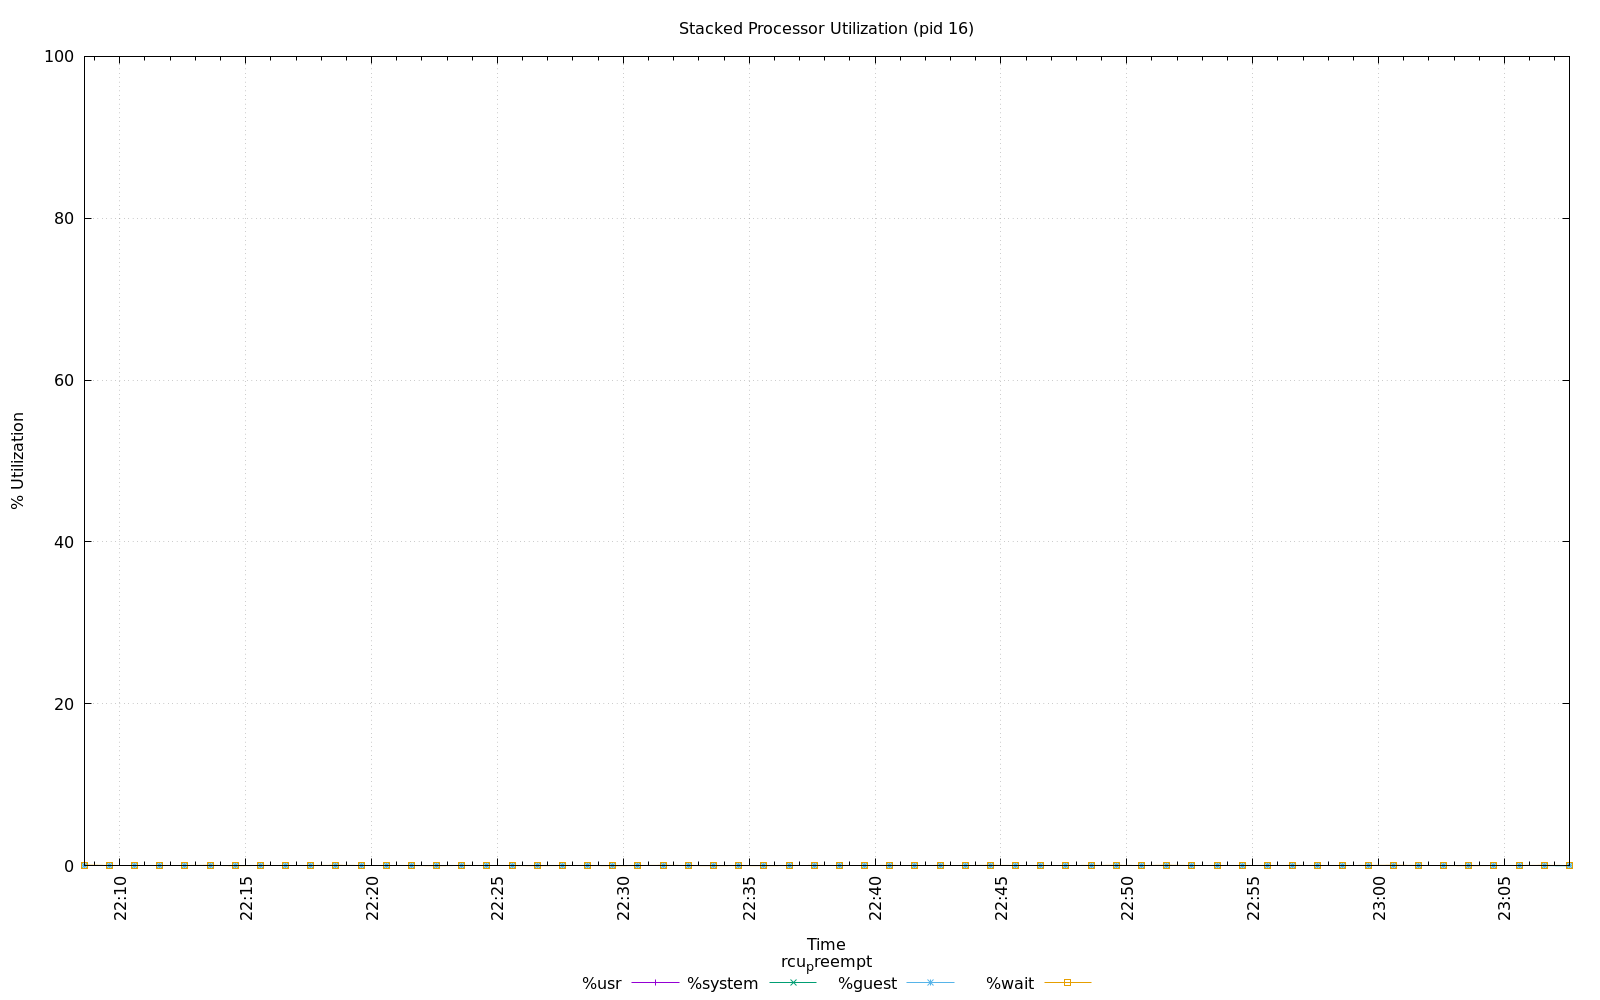 Stacked Processor Utilization (pid 16)
100
80
60
40
20
0
% Utilization
22:10 22:15 22:20 22:25 22:30 22:35 22:40 22:45 22:50 22:55 23:00 23:05
Time
rcupreempt
%usr %system %guest %wait